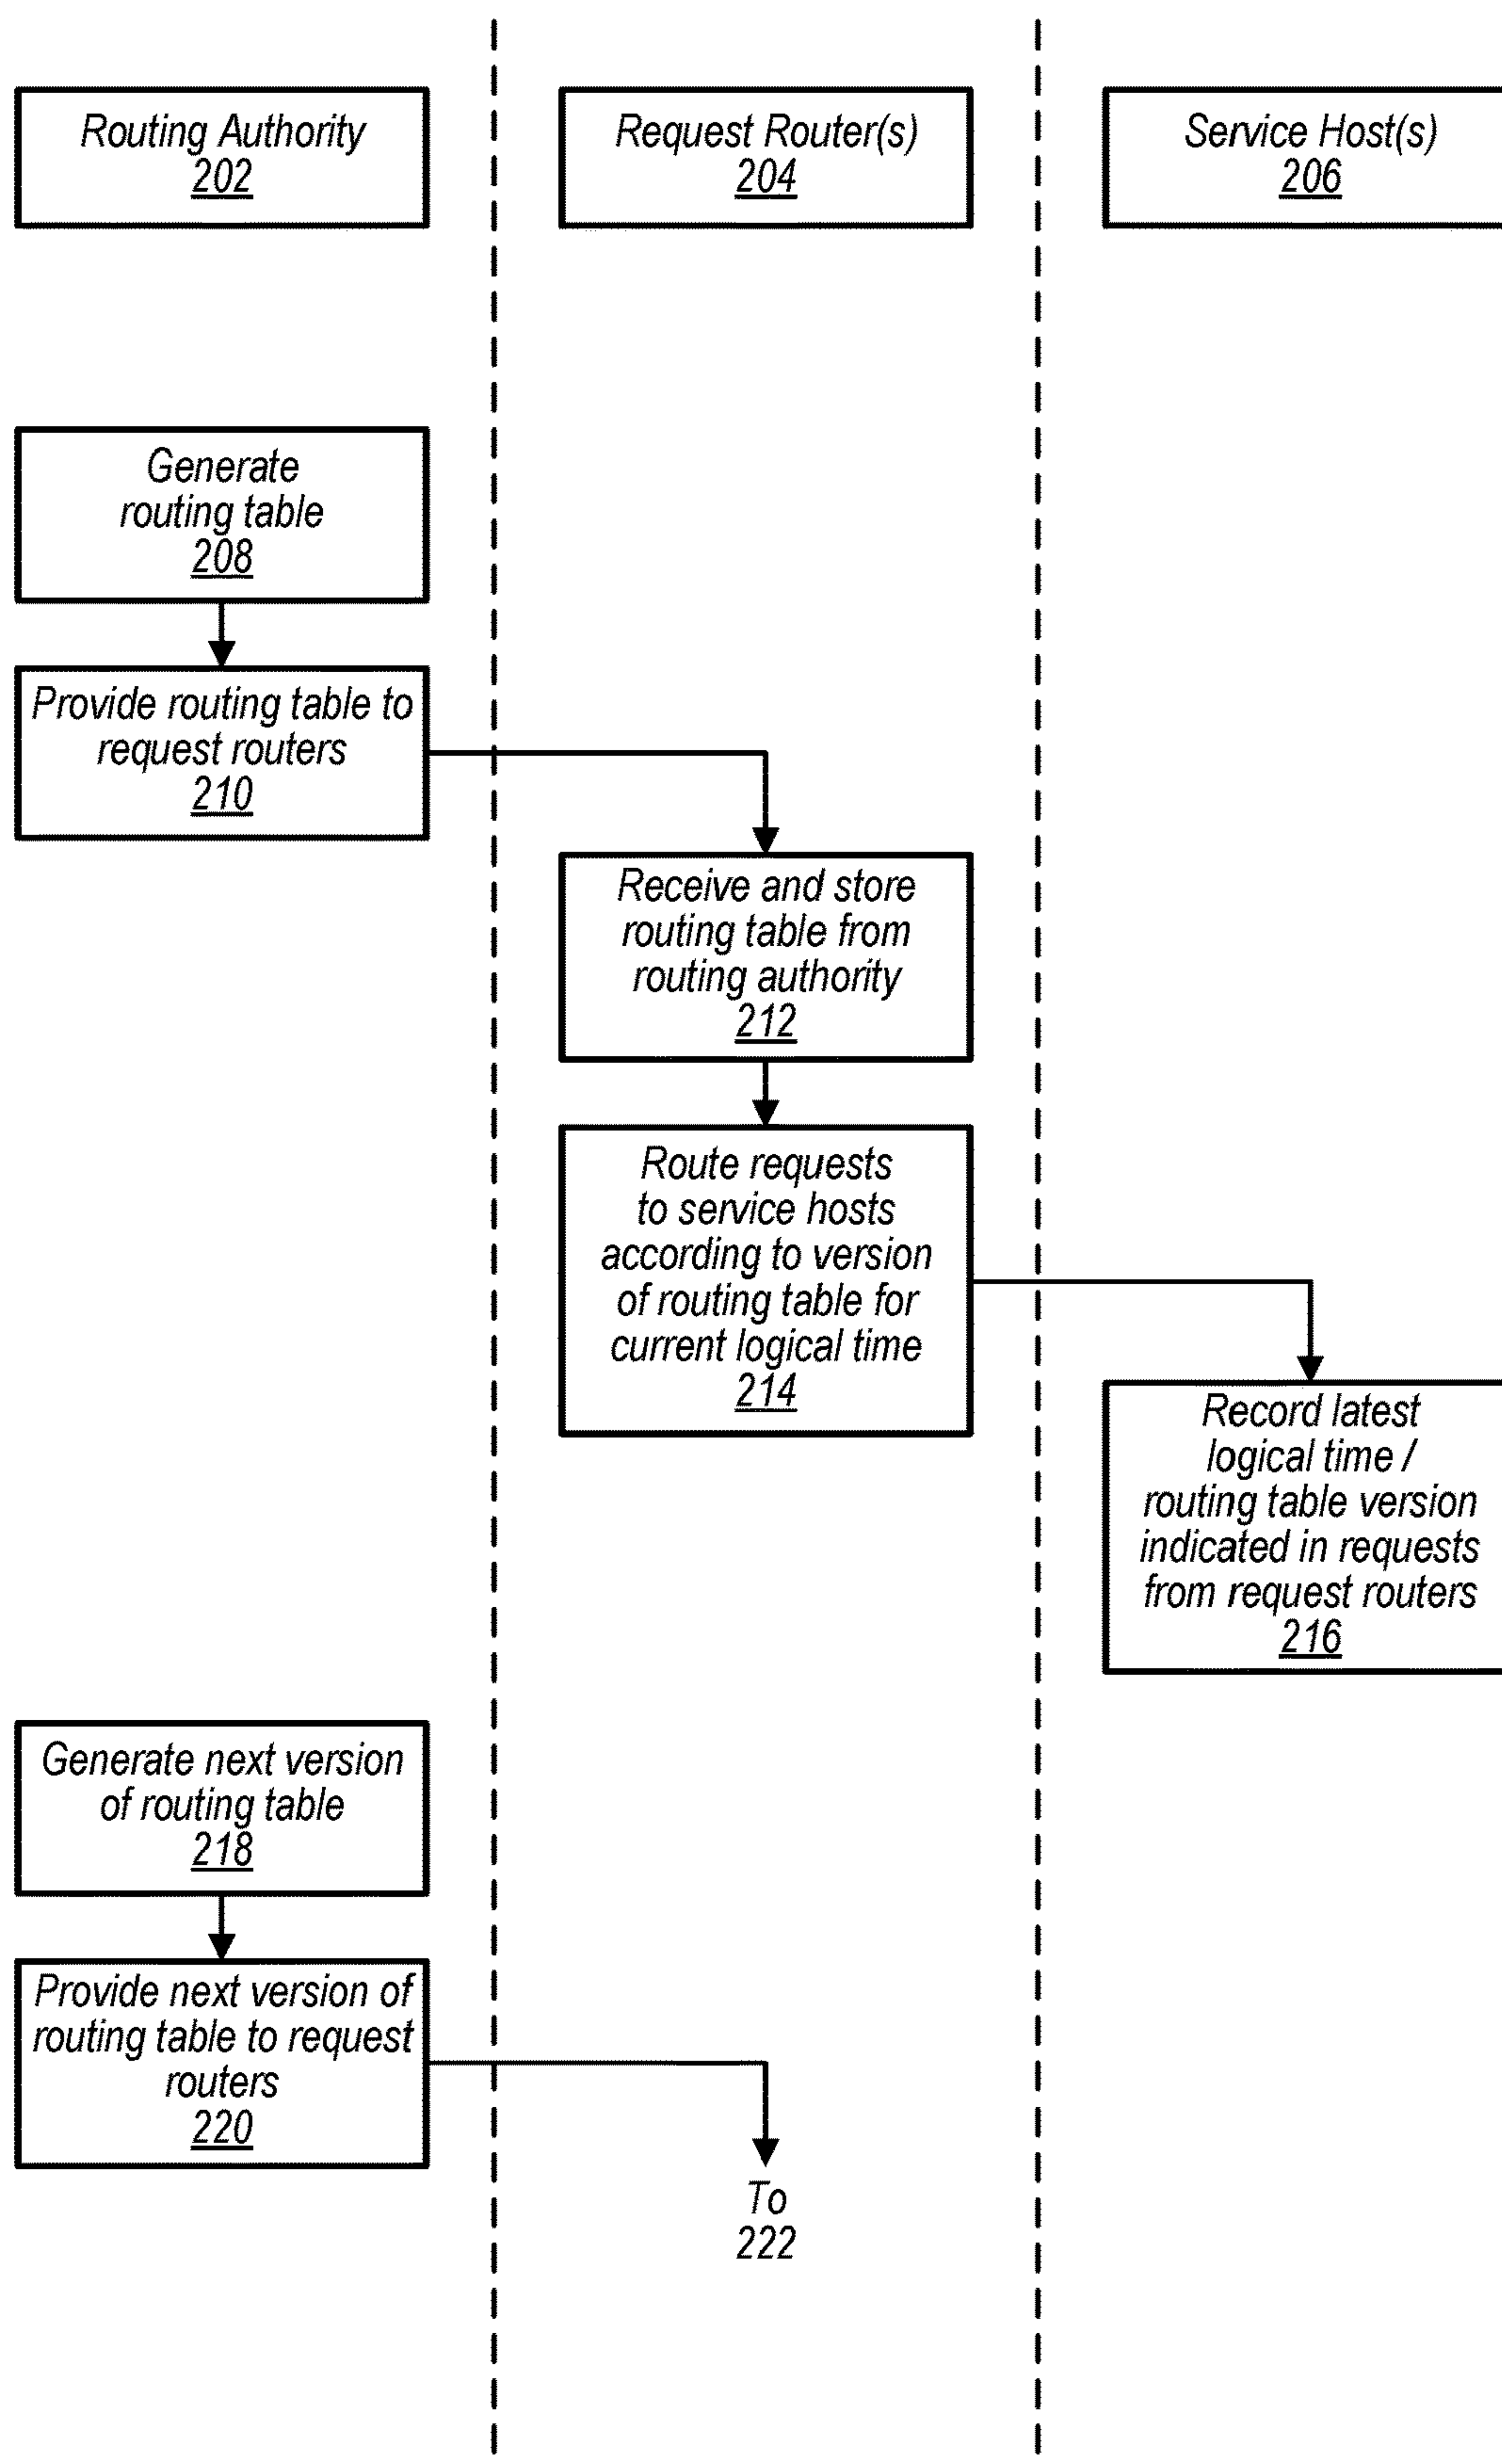 Routing Authority
202
Request Router(s)
204
Service Host(s)
206
Generate
routing table
208
Provide routing table to
request routers
210
Receive and store
routing table from
routing authority
212
Route requests
to service hosts
according to version
of routing table for
current logical time
214
Record latest
logical time /
routing table version
indicated in requests
from request routers
216
Generate next version
of routing table
218
Provide next version of
routing table to request
routers
220
To
222